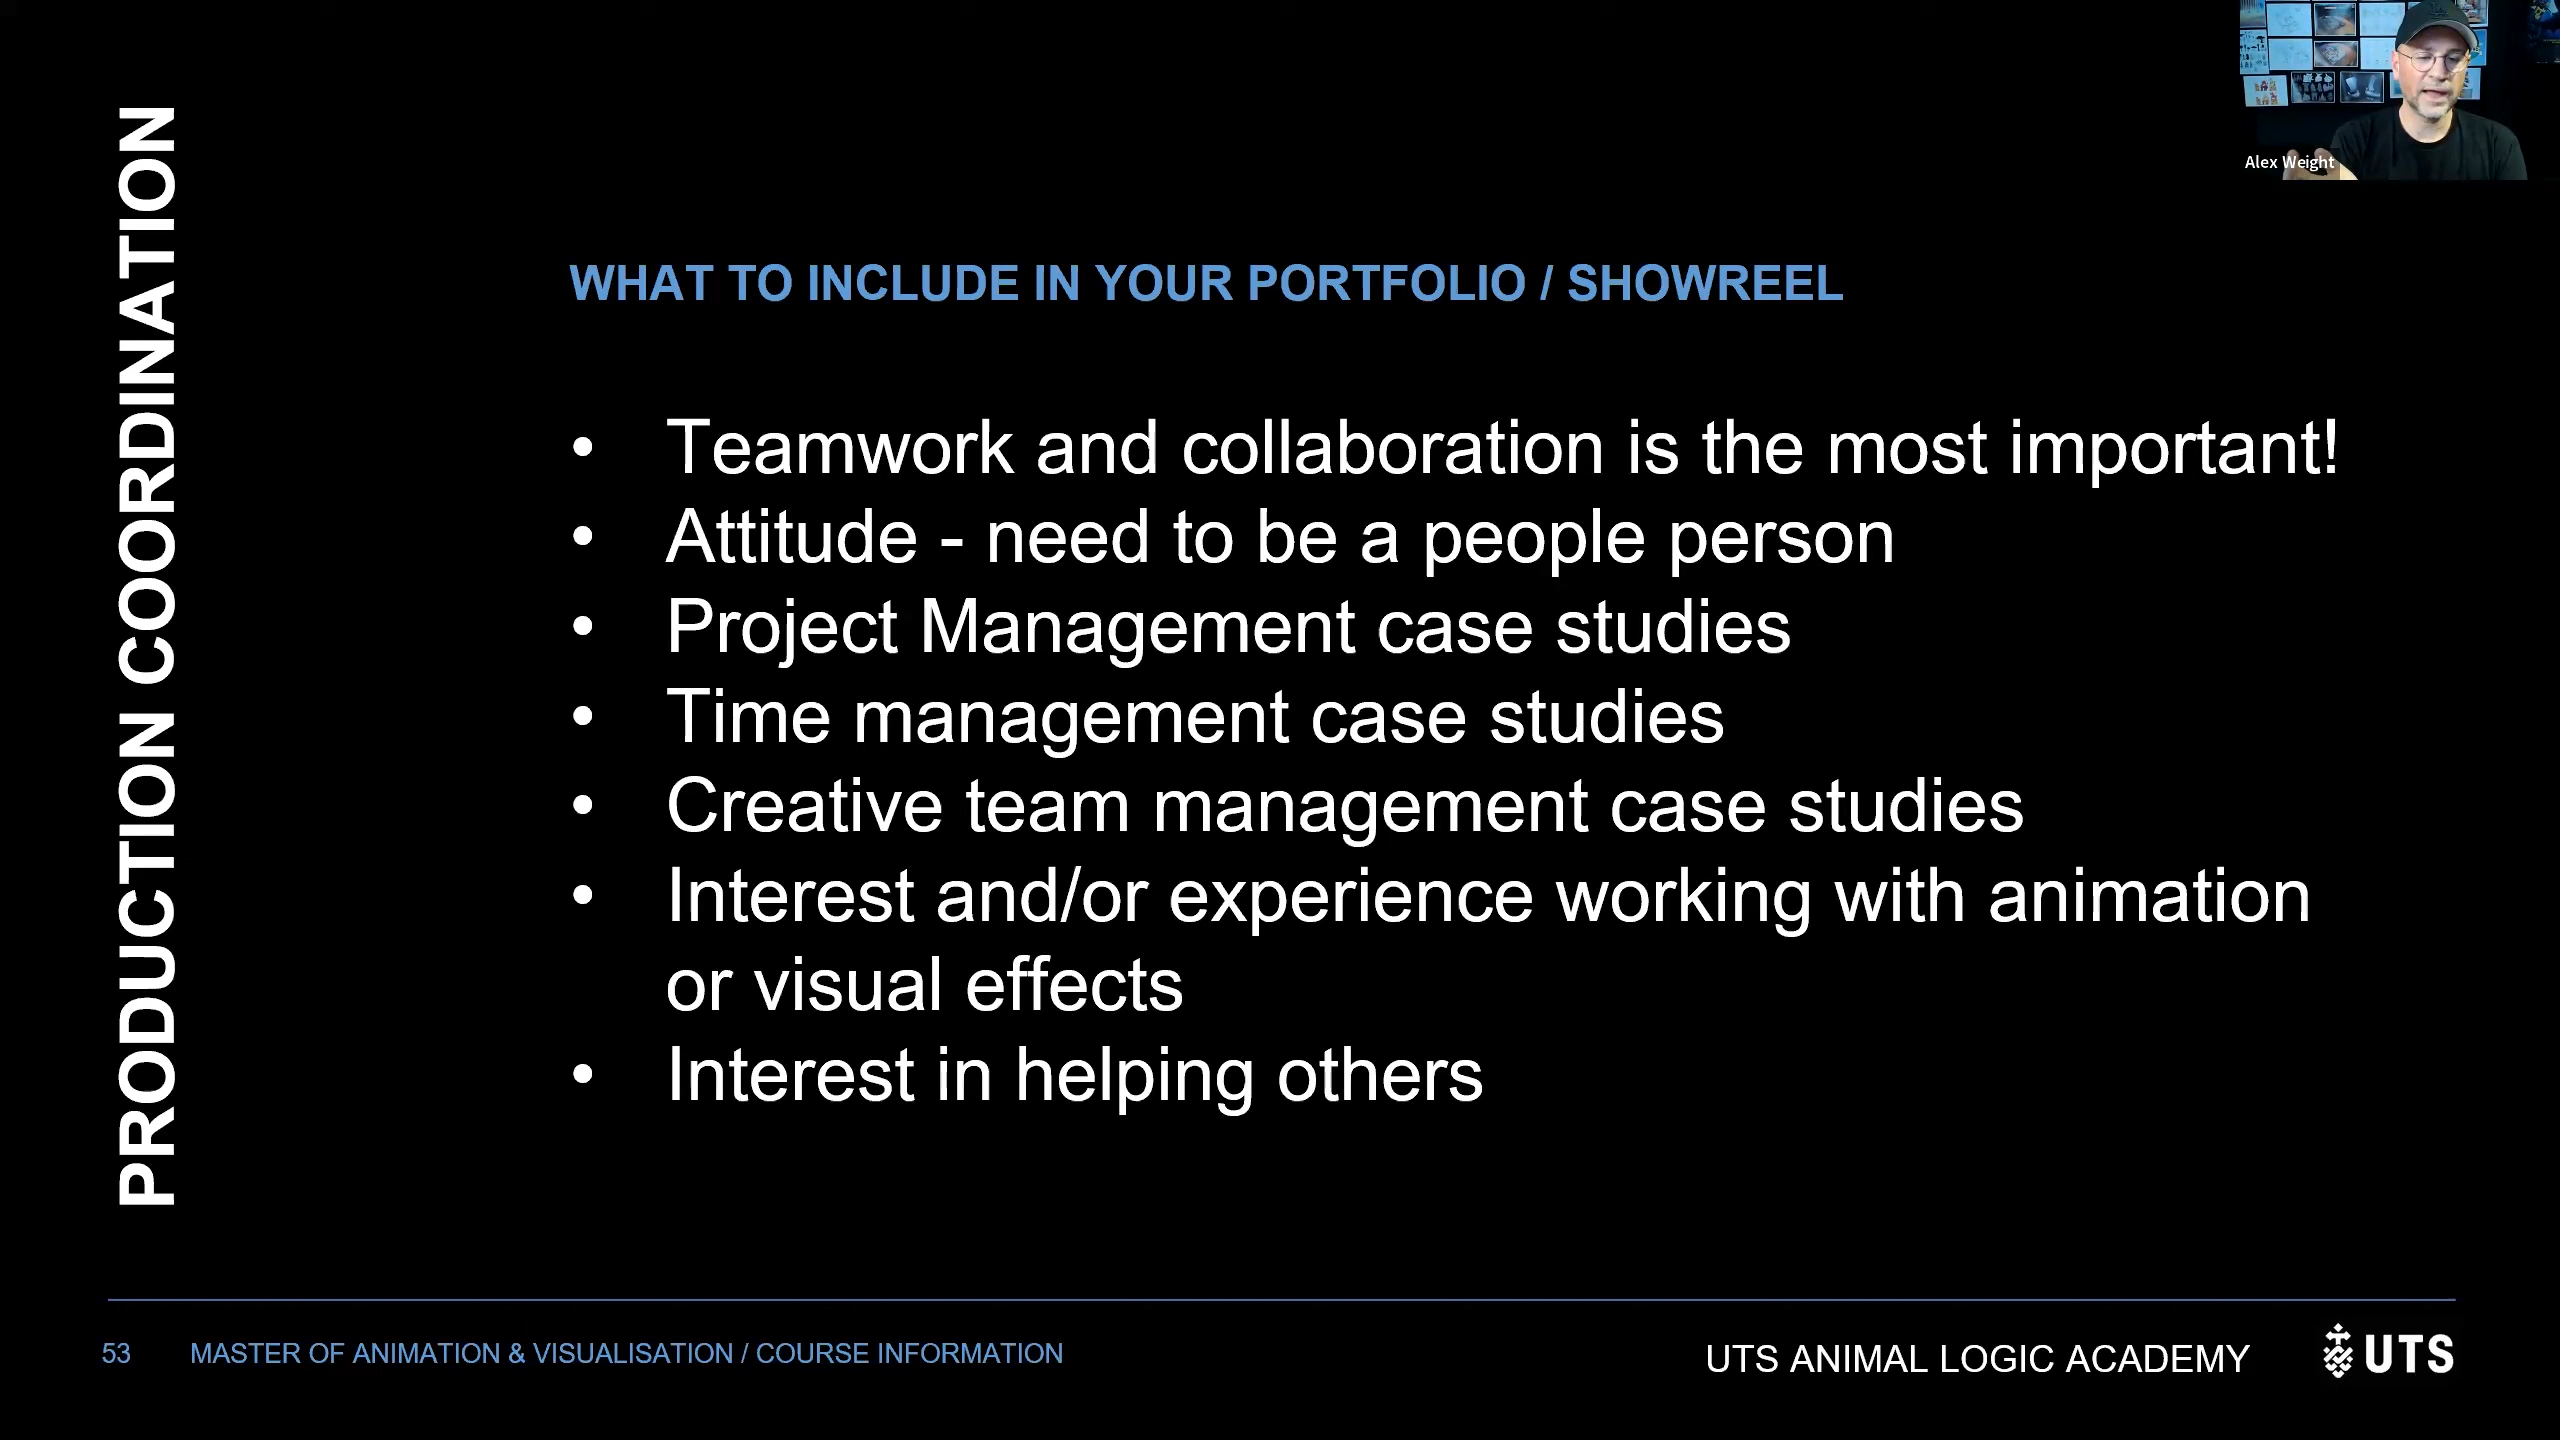 Alex Weight
PRODUCTION COORDINATION
WHAT TO INCLUDE IN YOUR PORTFOLIO / SHOWREEL
• Teamwork and collaboration is the most important!
• Attitude - need to be a people person
• Project Management case studies
• Time management case studies
• Creative team management case studies
• Interest and/or experience working with animation
or visual effects
• Interest in helping others
53 MASTER OF ANIMATION & VISUALISATION / COURSE INFORMATION
UTS ANIMAL LOGIC ACADEMY
UTS